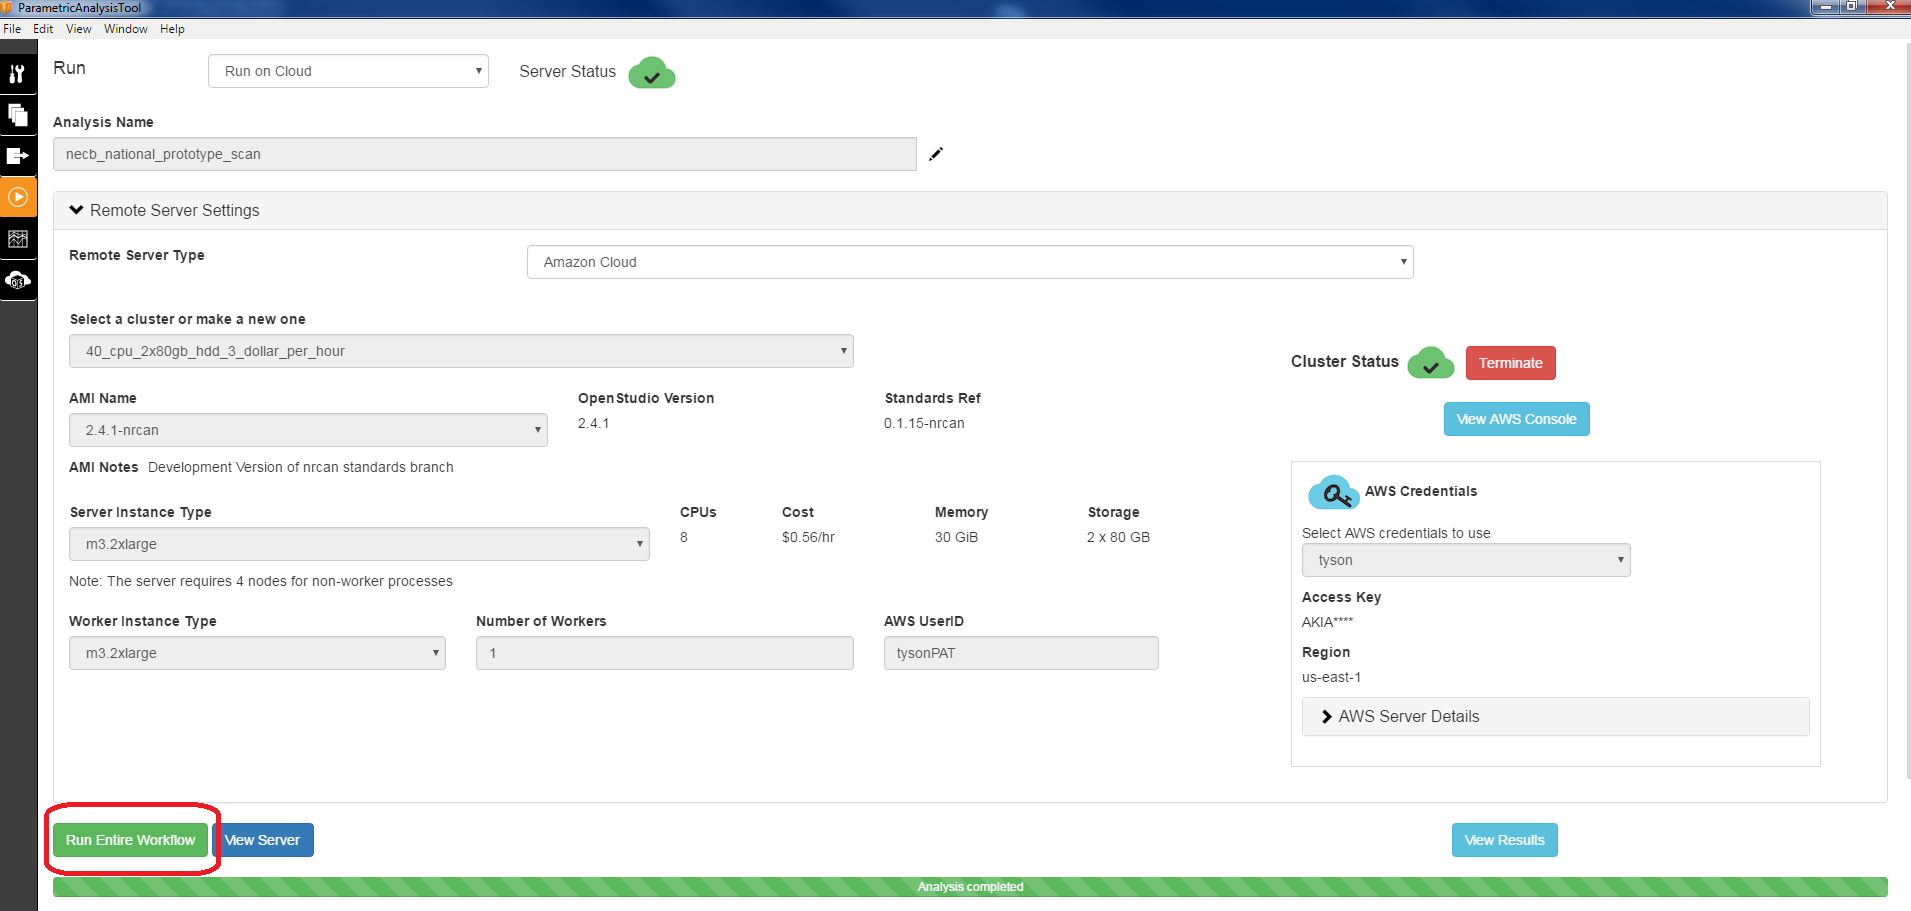 ParametricAnalysisTool
File Edit View Window Help
Run Run on Cloud Server Status
Analysis Name
necb_national_prototype_scan
Remote Server Settings
Remote Server Type Amazon Cloud
Select a cluster or make a new one
40_cpu_2x80gb_hdd_3_dollar_per_hour
Cluster Status Terminate
AMI Name OpenStudio Version Standards Ref
2.4.1-nrcan 2.4.1 0.1.15-nrcan
View AWS Console
AMI Notes Development Version of nrcan standards branch
AWS Credentials
Server Instance Type CPUs Cost Memory Storage
m3.2xlarge 8 $0.56/hr 30 GiB 2 x 80 GB
Select AWS credentials to use
tyson
Note: The server requires 4 nodes for non-worker processes
Access Key
AKIA****
Worker Instance Type Number of Workers AWS UserID
m3.2xlarge 1 tysonPAT
Region
us-east-1
AWS Server Details
Run Entire Workflow View Server View Results
Analysis completed